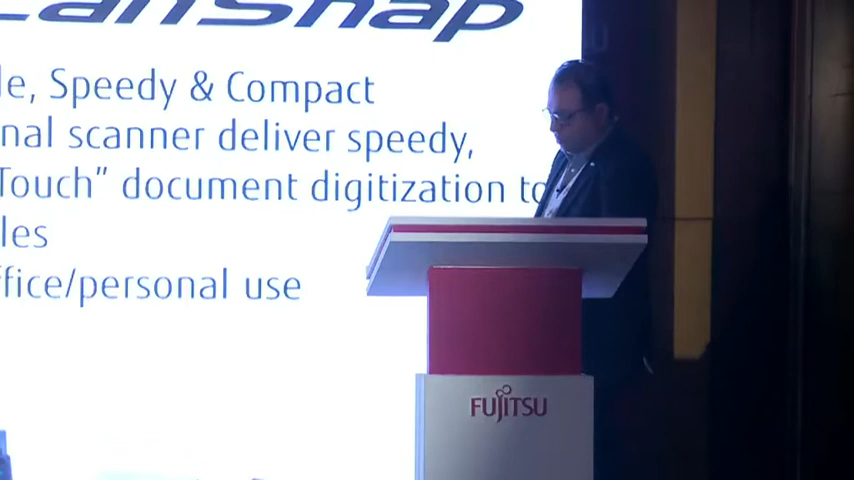 ScanSnap
le, Speedy & Compact
nal scanner deliver speedy,
Touch” document digitization to
les
ffice/personal use
FUJITSU